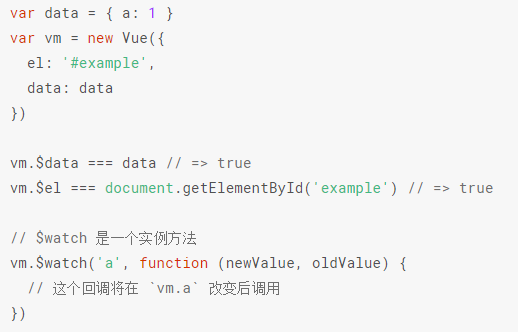 var data = { a: 1 }
var vm = new Vue({
  el: '#example',
  data: data
})

vm.$data === data // => true
vm.$el === document.getElementById('example') // => true

// $watch 是一个实例方法
vm.$watch('a', function (newValue, oldValue) {
  // 这个回调将在 `vm.a` 改变后调用
})